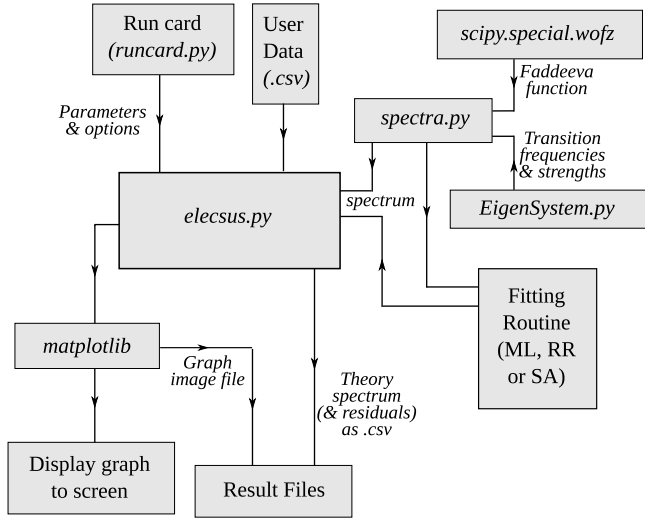 Run card
(runcard.py)
User
Data
(.csv)
scipy.special.wofz
Faddeeva
function
Parameters
& options
spectra.py
Transition
frequencies
& strengths
elecsus.py
spectrum
EigenSystem.py
Fitting
Routine
(ML, RR
or SA)
matplotlib
Graph
image file
Theory
spectrum
(& residuals)
as .csv
Display graph
to screen
Result Files